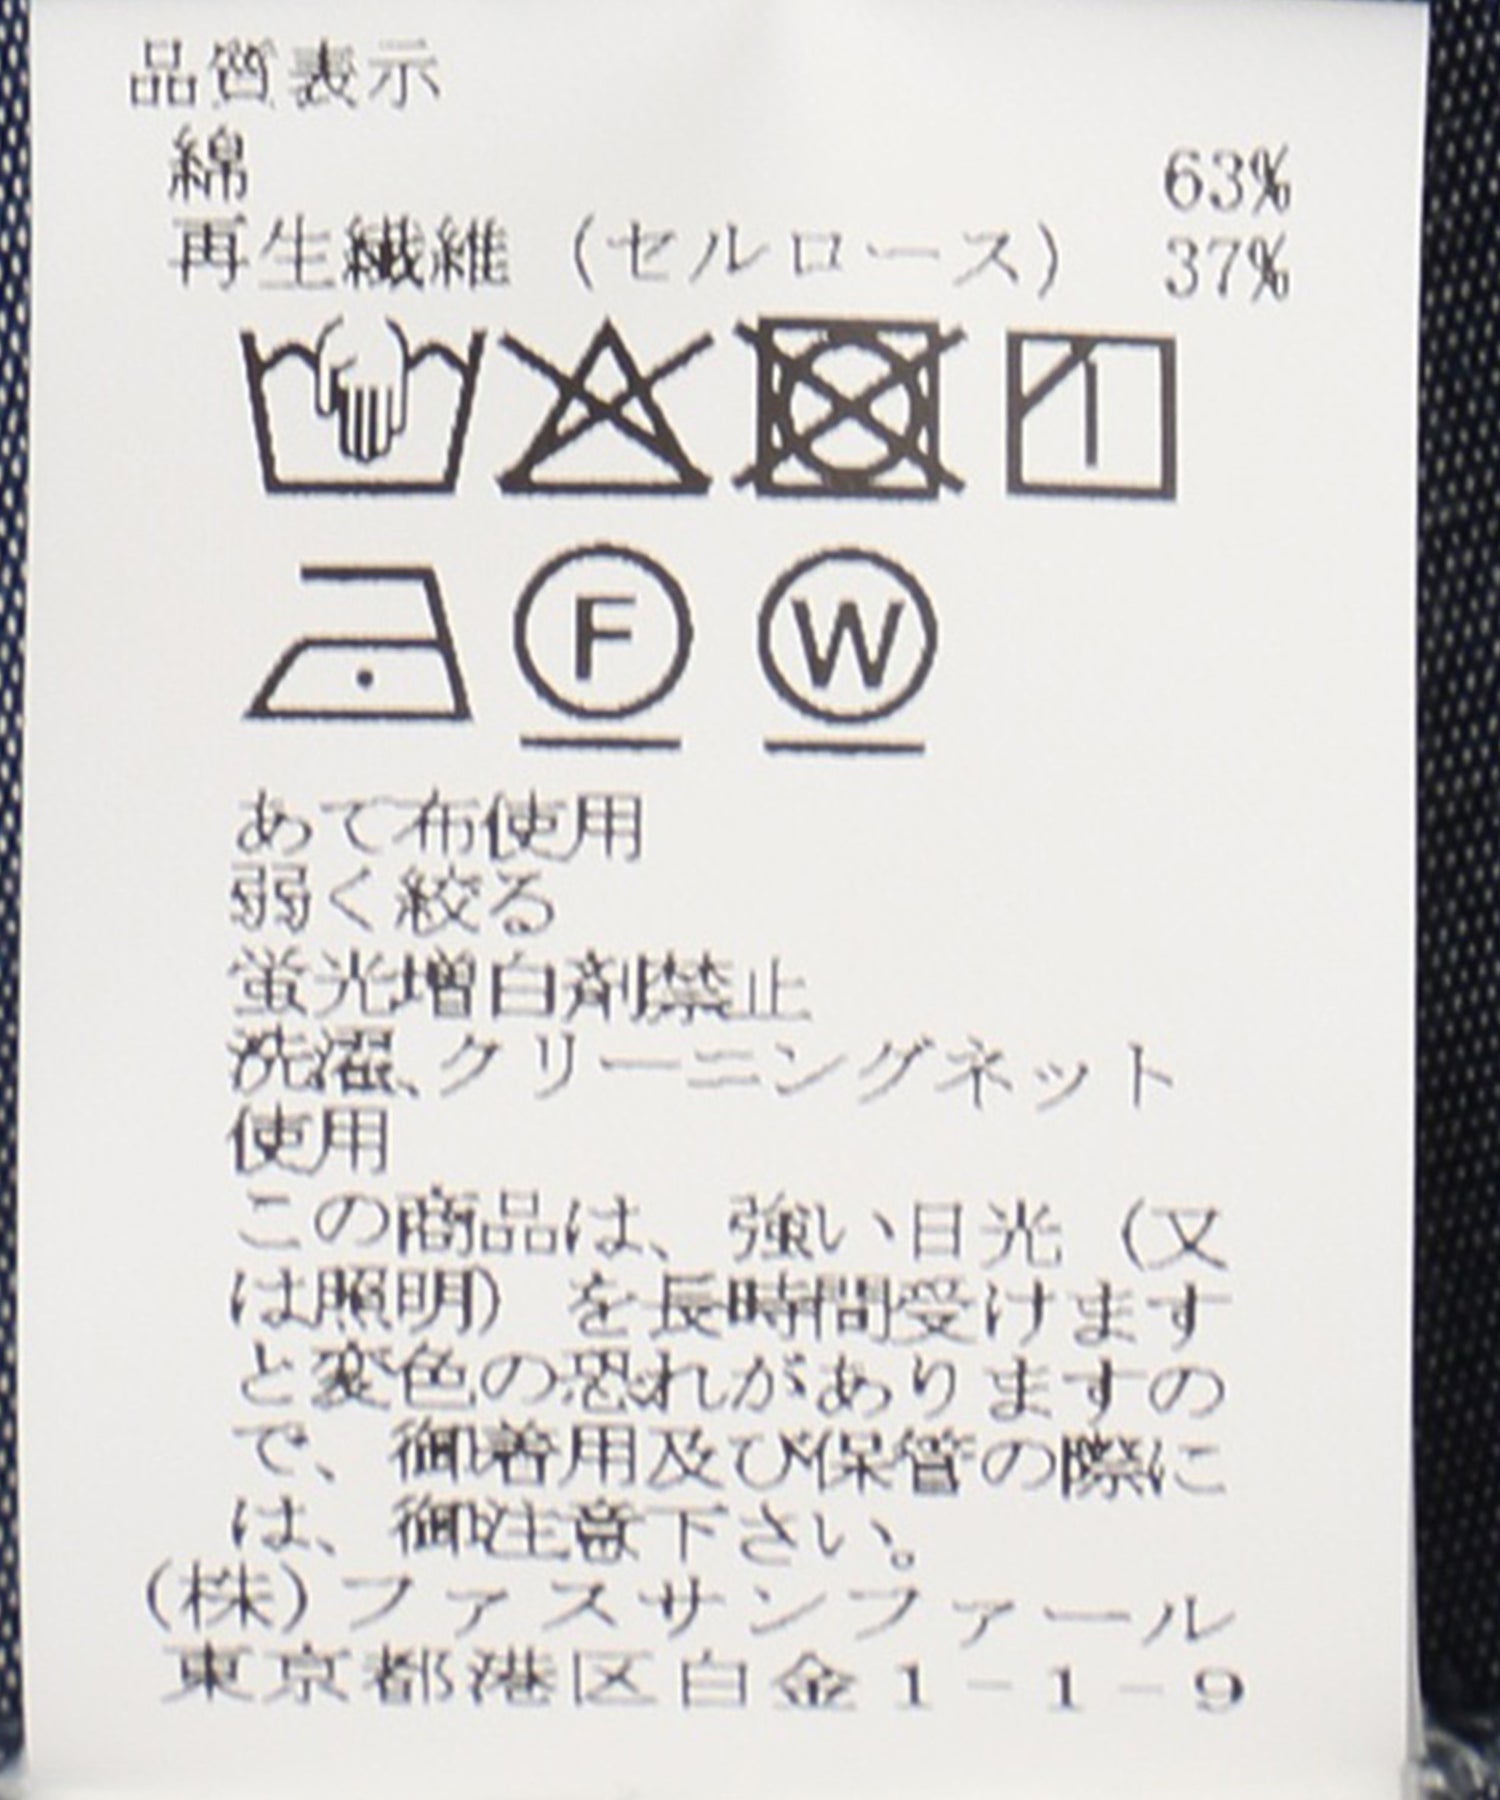 品質表示
綿 63%
再生繊維（セルロース） 37%
F W
あて布使用
弱く絞る
蛍光増白剤禁止
洗濯、クリーニングネット
使用
この商品は、強い日光（又
は照明）を長時間受けます
と変色の恐れがありますの
で、御着用及び保管の際に
は、御注意下さい。
(株)ファスサンファール
東京都港区白金1-1-9